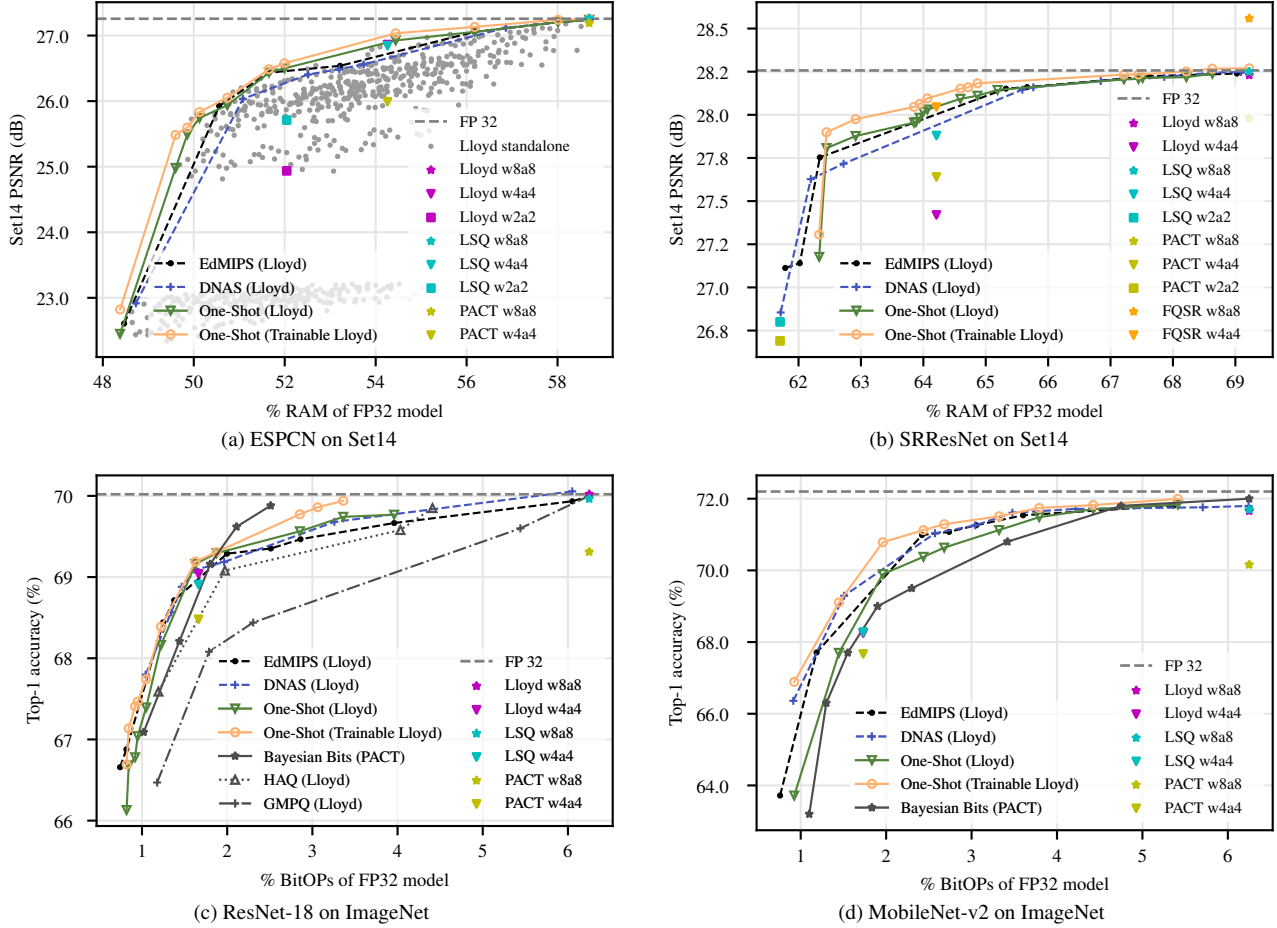 27.0
26.0
25.0
24.0
23.0
Set14 PSNR (dB)
48 50 52 54 56 58
% RAM of FP32 model
EdMIPS (Lloyd)
DNAS (Lloyd)
One-Shot (Lloyd)
One-Shot (Trainable Lloyd)
FP 32
Lloyd standalone
Lloyd w8a8
Lloyd w4a4
Lloyd w2a2
LSQ w8a8
LSQ w4a4
LSQ w2a2
PACT w8a8
PACT w4a4
(a) ESPCN on Set14
28.5
28.2
28.0
27.8
27.5
27.2
27.0
26.8
Set14 PSNR (dB)
62 63 64 65 66 67 68 69
% RAM of FP32 model
EdMIPS (Lloyd)
DNAS (Lloyd)
One-Shot (Lloyd)
One-Shot (Trainable Lloyd)
FP 32
Lloyd w8a8
Lloyd w4a4
LSQ w8a8
LSQ w4a4
LSQ w2a2
PACT w8a8
PACT w4a4
PACT w2a2
FQSR w8a8
FQSR w4a4
(b) SRResNet on Set14
70
69
68
67
66
Top-1 accuracy (%)
1 2 3 4 5 6
% BitOPs of FP32 model
EdMIPS (Lloyd)
DNAS (Lloyd)
One-Shot (Lloyd)
One-Shot (Trainable Lloyd)
Bayesian Bits (PACT)
HAQ (Lloyd)
GMPQ (Lloyd)
FP 32
Lloyd w8a8
Lloyd w4a4
LSQ w8a8
LSQ w4a4
PACT w8a8
PACT w4a4
(c) ResNet-18 on ImageNet
72.0
70.0
68.0
66.0
64.0
Top-1 accuracy (%)
1 2 3 4 5 6
% BitOPs of FP32 model
EdMIPS (Lloyd)
DNAS (Lloyd)
One-Shot (Lloyd)
One-Shot (Trainable Lloyd)
Bayesian Bits (PACT)
FP 32
Lloyd w8a8
Lloyd w4a4
LSQ w8a8
LSQ w4a4
PACT w8a8
PACT w4a4
(d) MobileNet-v2 on ImageNet